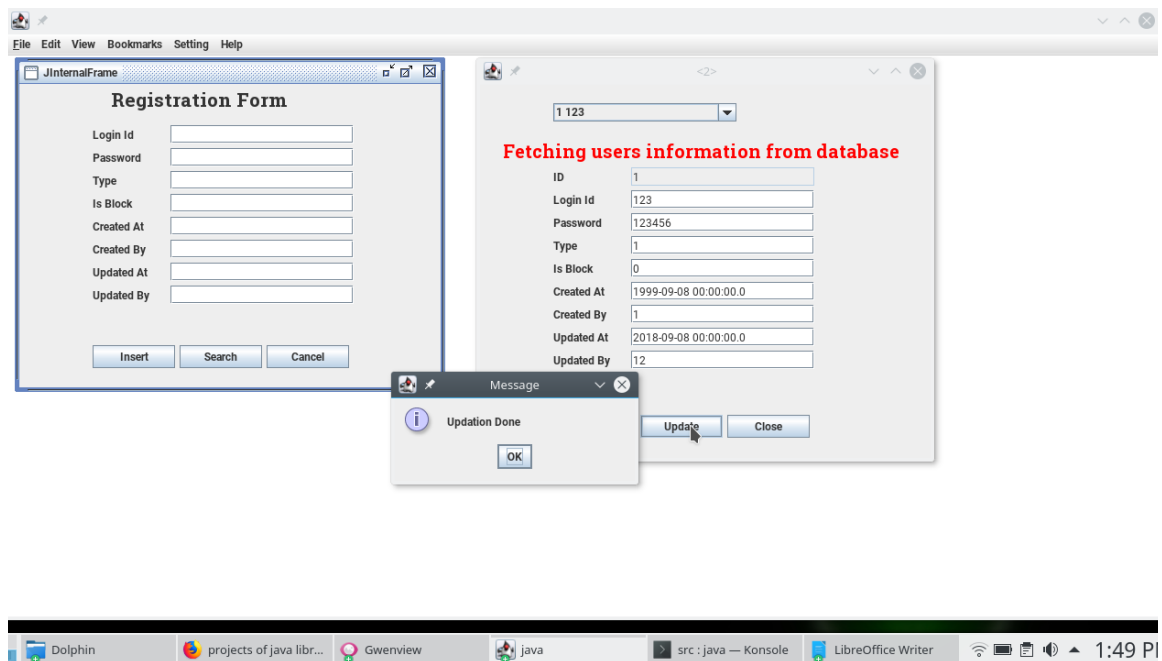 File Edit View Bookmarks Setting Help
JInternalFrame
Registration Form
Login Id
Password
Type
Is Block
Created At
Created By
Updated At
Updated By
Insert Search Cancel
<2>
1 123
Fetching users information from database
ID 1
Login Id 123
Password 123456
Type 1
Is Block 0
Created At 1999-09-08 00:00:00.0
Created By 1
Updated At 2018-09-08 00:00:00.0
Updated By 12
Update Close
Message
Updation Done
OK
Dolphin projects of java libr... Gwenview java src : java — Konsole LibreOffice Writer 1:49 P